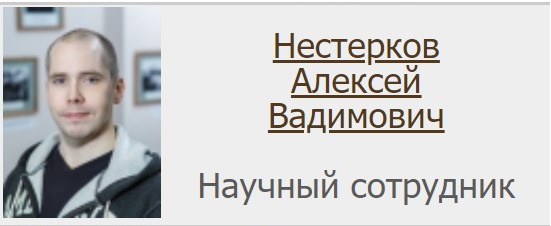 Нестерков
Алексей
Вадимович
Научный сотрудник